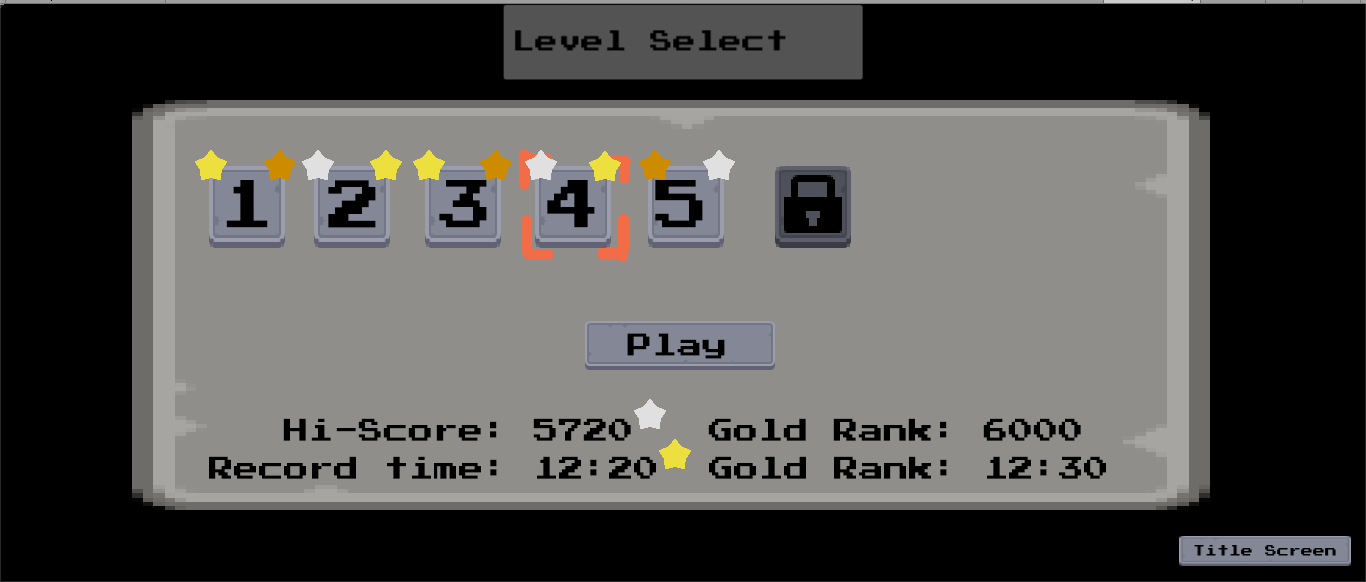 Level Select
1 2 3 4 5
Play
Hi-Score: 5720 Gold Rank: 6000
Record time: 12:20 Gold Rank: 12:30
Title Screen